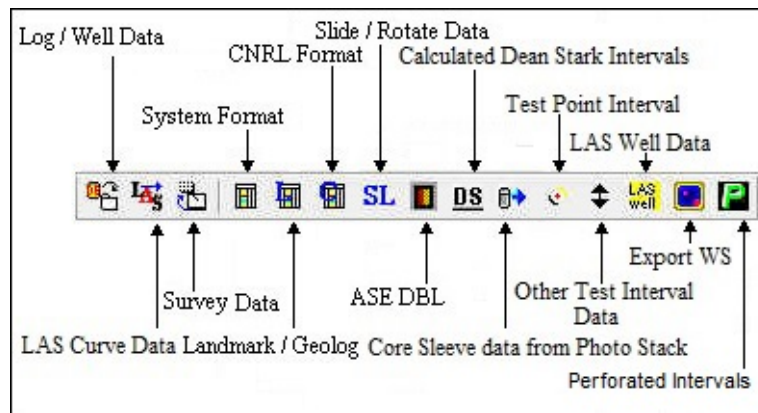 Slide / Rotate Data
Log / Well Data
CNRL Format
Calculated Dean Stark Intervals
System Format
Test Point Interval
LAS Well Data
LAS
SL
DS
LAS
well
P
Export WS
Survey Data
ASE DBL
Other Test Interval
Data
LAS Curve Data
Landmark / Geolog
Core Sleeve data from Photo Stack
Perforated Intervals